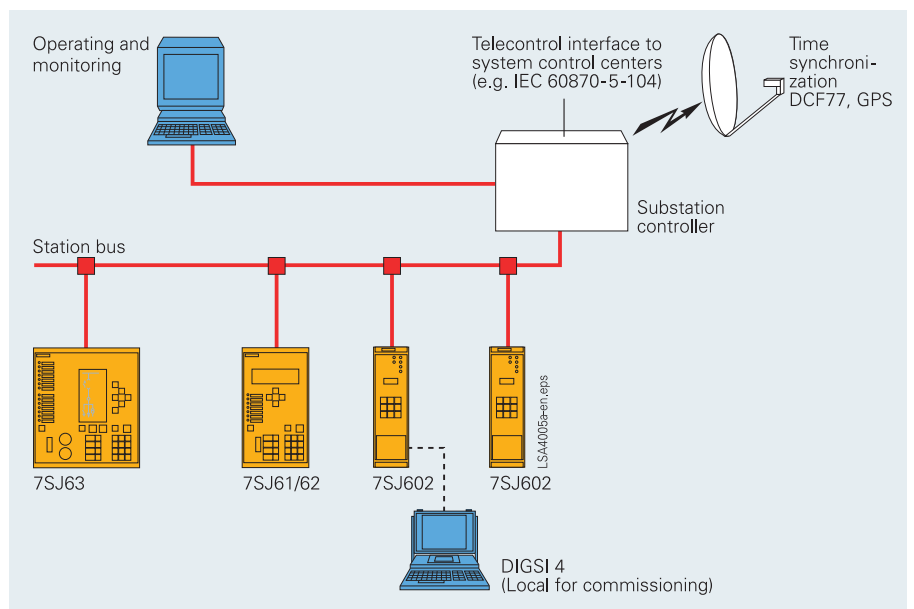 Operating and
monitoring
Telecontrol interface to
system control centers
(e.g. IEC 60870-5-104)
Time
synchroni-
zation
DCF77, GPS
Substation
controller
Station bus
7SJ63
7SJ61/62
7SJ602
7SJ602
LSA4005a-en.eps
DIGSI 4
(Local for commissioning)